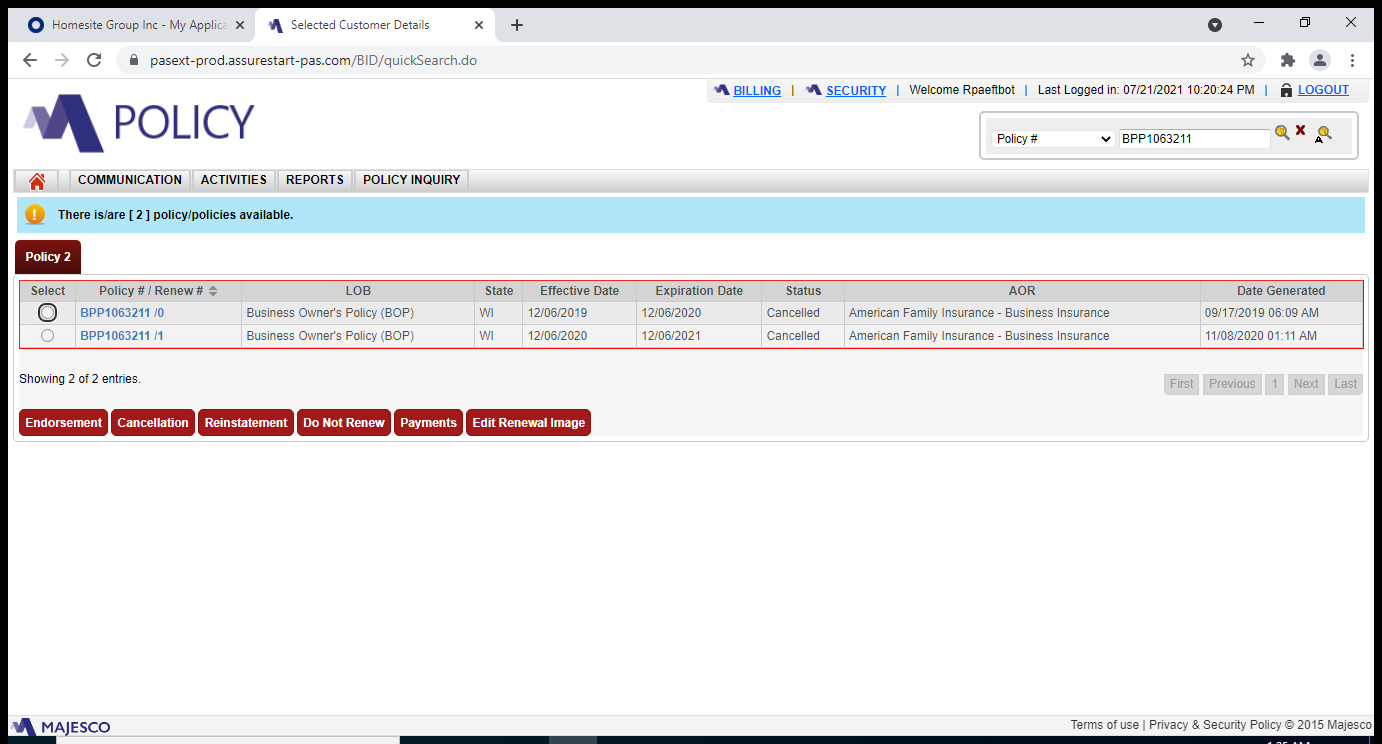 Homesite Group Inc - My Applica
Selected Customer Details
pasext-prod.assurestart-pas.com/BID/quickSearch.do
BILLING | SECURITY | Welcome Rpaeftbot | Last Logged in: 07/21/2021 10:20:24 PM | LOGOUT
POLICY
Policy # BPP1063211
COMMUNICATION ACTIVITIES REPORTS POLICY INQUIRY
There is/are [ 2 ] policy/policies available.
Policy 2
Select Policy # / Renew # LOB State Effective Date Expiration Date Status AOR Date Generated
BPP1063211 /0 Business Owner's Policy (BOP) WI 12/06/2019 12/06/2020 Cancelled American Family Insurance - Business Insurance 09/17/2019 06:09 AM
BPP1063211 /1 Business Owner's Policy (BOP) WI 12/06/2020 12/06/2021 Cancelled American Family Insurance - Business Insurance 11/08/2020 01:11 AM
Showing 2 of 2 entries.
First Previous 1 Next Last
Endorsement Cancellation Reinstatement Do Not Renew Payments Edit Renewal Image
MAJESCO
Terms of use | Privacy & Security Policy © 2015 Majesco